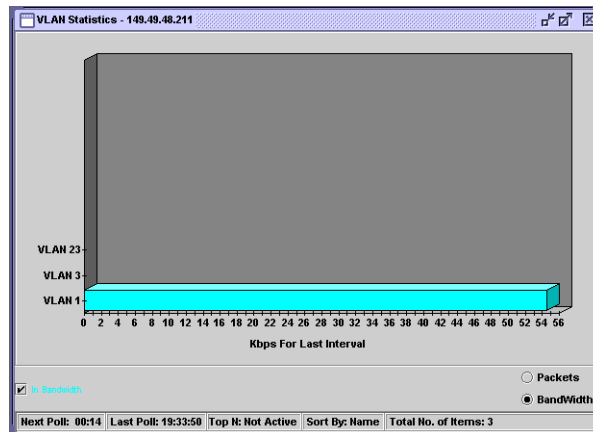 VLAN Statistics - 149.49.48.211
VLAN 23
VLAN 3
VLAN 1
0 2 4 6 8 10 12 14 16 18 20 22 24 26 28 30 32 34 36 38 40 42 44 46 48 50 52 54 56
Kbps For Last Interval
In Bandwidth
Packets
BandWidth
Next Poll: 00:14 Last Poll: 19:33:50 Top N: Not Active Sort By: Name Total No. of Items: 3